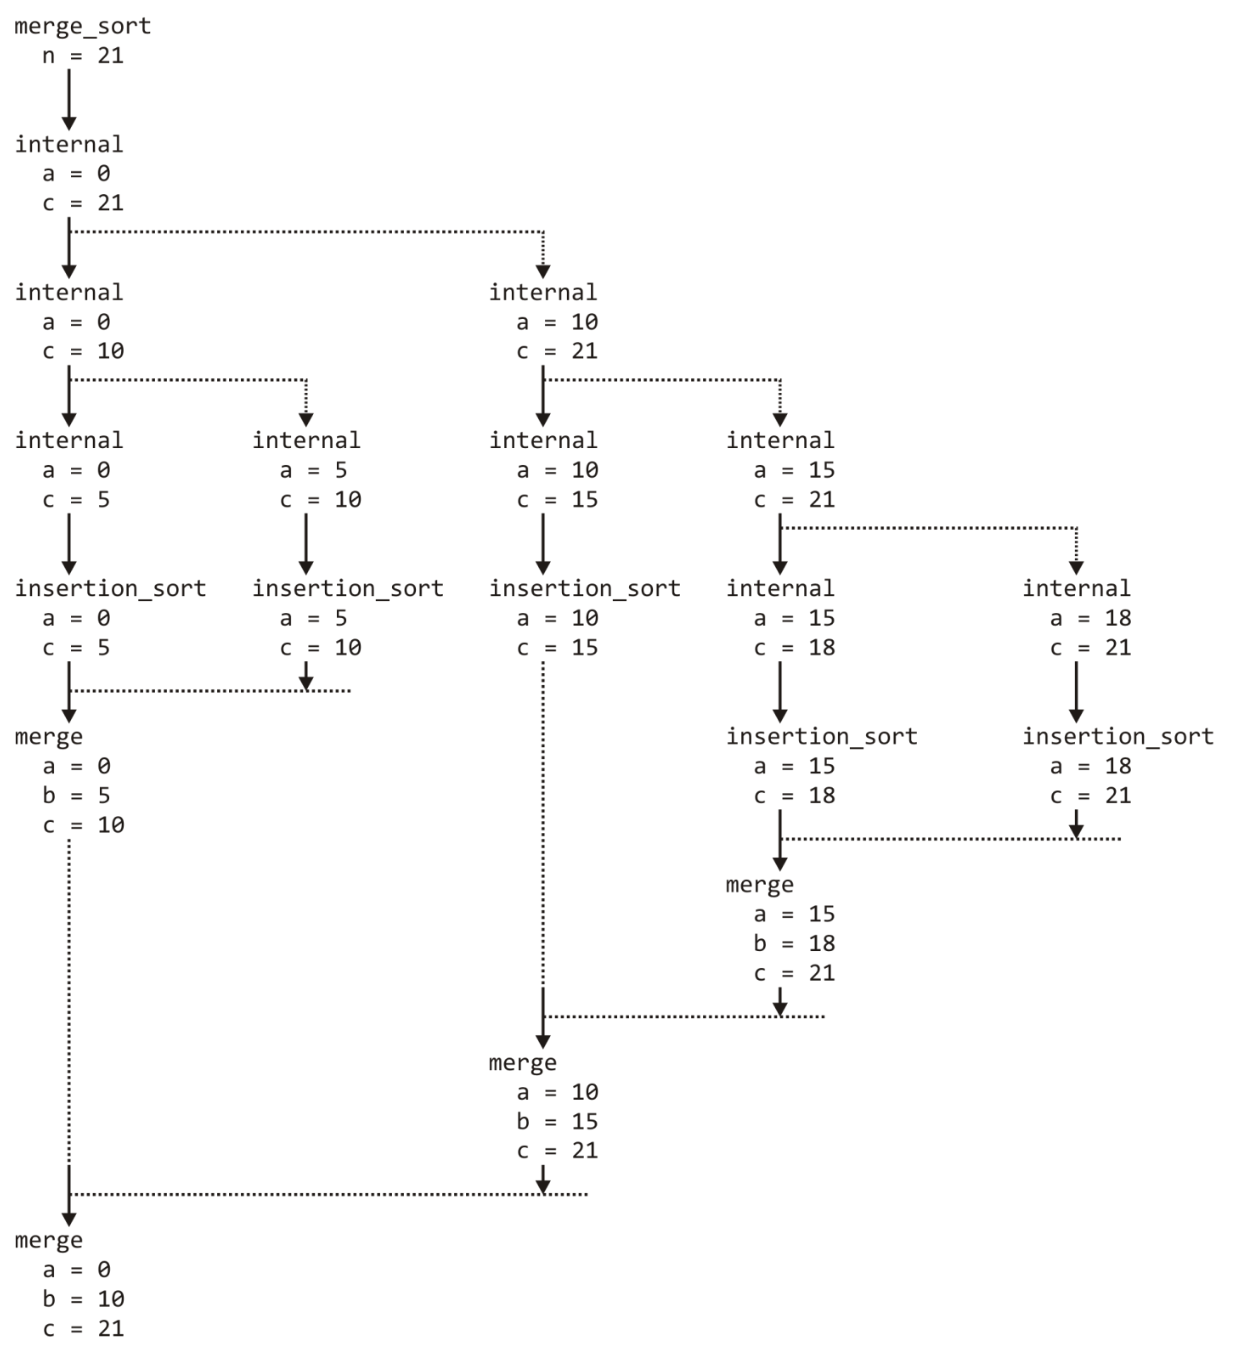 merge_sort
n = 21
internal
a = 0
c = 21
internal
a = 0
c = 10
internal
a = 10
c = 21
internal
a = 0
c = 5
internal
a = 5
c = 10
internal
a = 10
c = 15
internal
a = 15
c = 21
insertion_sort
a = 0
c = 5
insertion_sort
a = 5
c = 10
insertion_sort
a = 10
c = 15
internal
a = 15
c = 18
internal
a = 18
c = 21
merge
a = 0
b = 5
c = 10
insertion_sort
a = 15
c = 18
insertion_sort
a = 18
c = 21
merge
a = 15
b = 18
c = 21
merge
a = 10
b = 15
c = 21
merge
a = 0
b = 10
c = 21